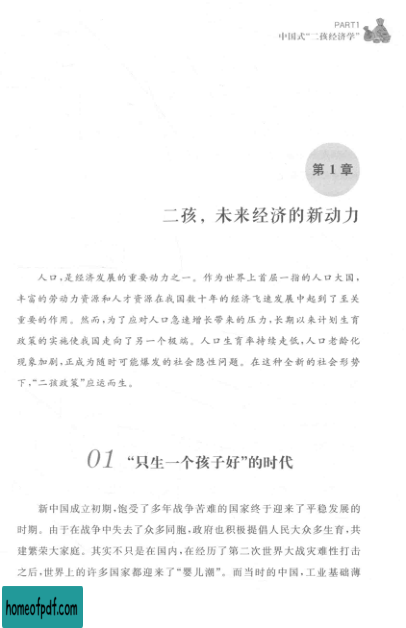 PART1
中国式“二孩经济学”
第1章
二孩，未来经济的新动力
人口，是经济发展的重要动力之一。作为世界上首屈一指的人口大国，
丰富的劳动力资源和人才资源在我国数十年的经济飞速发展中起到了至关
重要的作用。然而，为了应对人口急速增长带来的压力，长期以来计划生育
政策的实施使我国走向了另一个极端。人口生育率持续走低，人口老龄化
现象加剧，正成为随时可能爆发的社会隐性问题。在这种全新的社会形势
下，“二孩政策”应运而生。
01 “只生一个孩子好”的时代
新中国成立初期，饱受了多年战争苦难的国家终于迎来了平稳发展的
时期。由于在战争中失去了众多同胞，政府也积极提倡人民大众多生育，共
建繁荣大家庭。其实不只是在国内，在经历了第二次世界大战灾难性打击
之后，世界上的许多国家都迎来了“婴儿潮”。而当时的中国，工业基础薄
homeofpdf.com